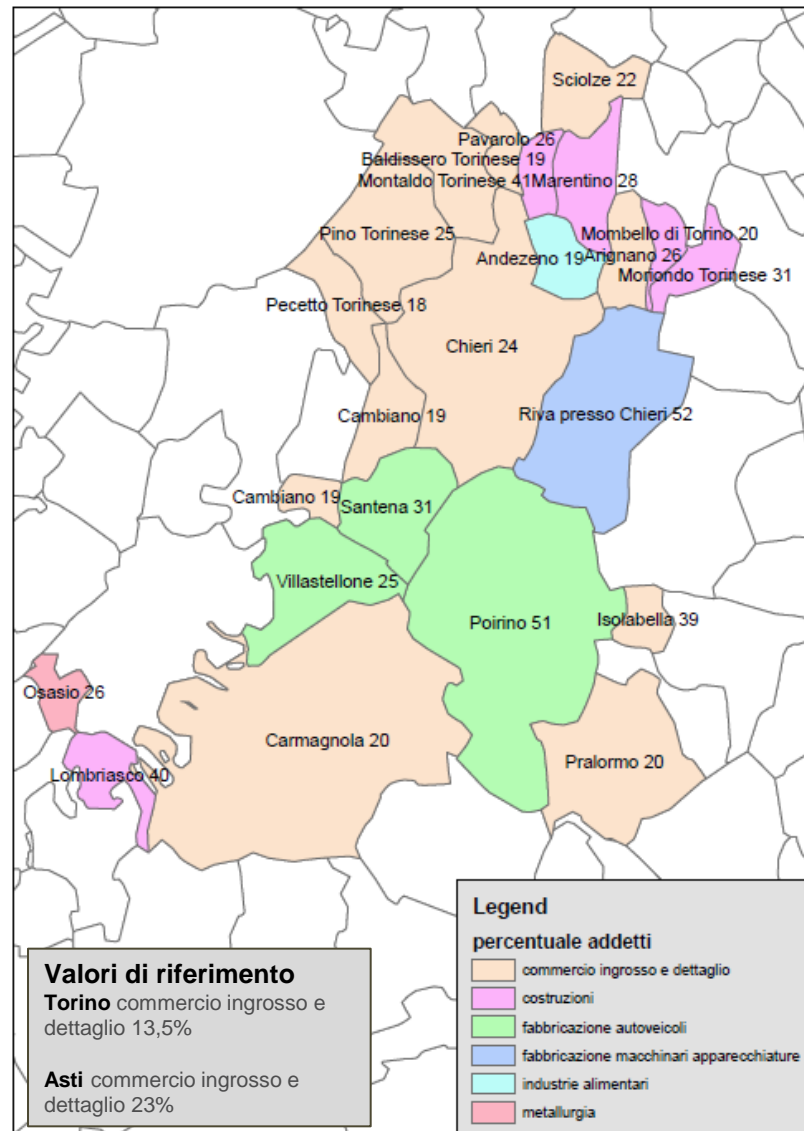 Sciolze 22
Pavarolo 26
Baldissero Torinese 19
Montaldo Torinese 41
Marentino 28
Pino Torinese 25
Mombello di Torino 20
Andezeno 19
Arignano 26
Moriondo Torinese 31
Pecetto Torinese 18
Chieri 24
Cambiano 19
Riva presso Chieri 52
Cambiano 19
Santena 31
Villastellone 25
Poirino 51
Isolabella 39
Osasio 26
Carmagnola 20
Pralormo 20
Lombriasco 40
Legend
percentuale addetti
commercio ingrosso e dettaglio
costruzioni
fabbricazione autoveicoli
fabbricazione macchinari apparecchiature
industrie alimentari
metallurgia
Valori di riferimento
Torino commercio ingrosso e
dettaglio 13,5%
Asti commercio ingrosso e
dettaglio 23%